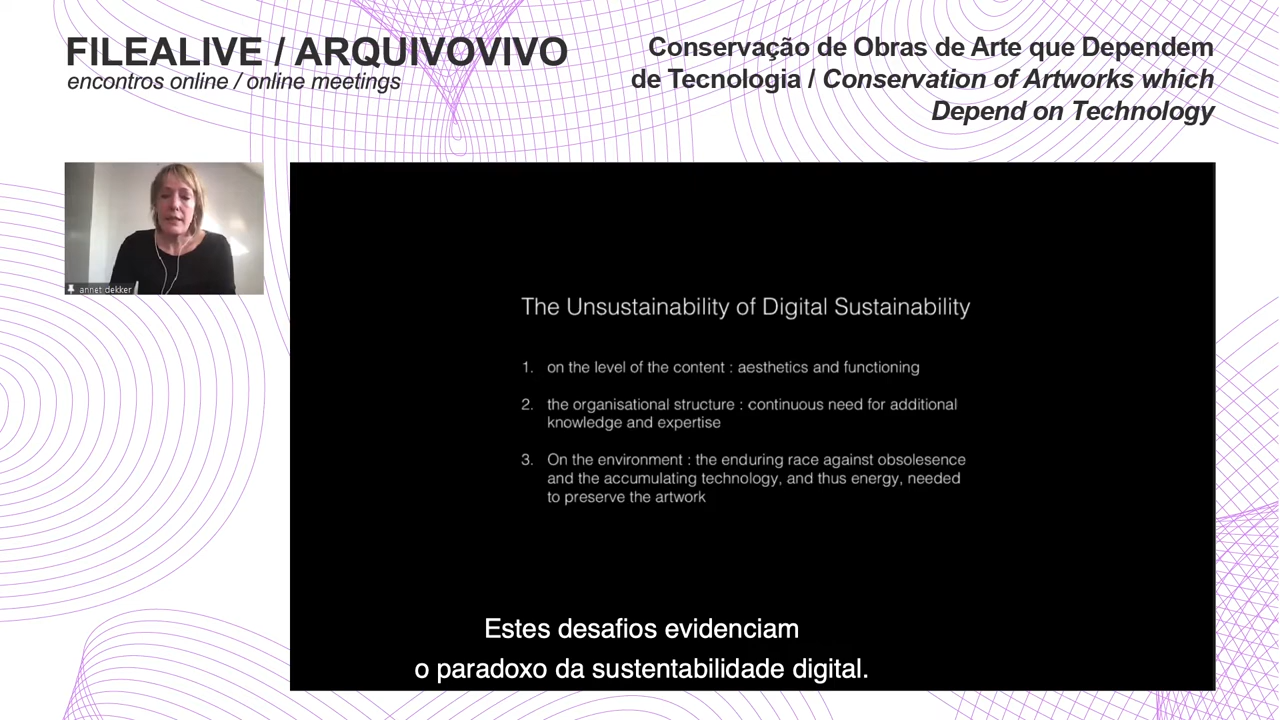 FILEALIVE / ARQUIVOVIVO
encontros online / online meetings
Conservação de Obras de Arte que Dependem
de Tecnologia / Conservation of Artworks which
Depend on Technology
annet dekker
The Unsustainability of Digital Sustainability
1. on the level of the content : aesthetics and functioning
2. the organisational structure : continuous need for additional
knowledge and expertise
3. On the environment : the enduring race against obsolesence
and the accumulating technology, and thus energy, needed
to preserve the artwork
Estes desafios evidenciam
o paradoxo da sustentabilidade digital.